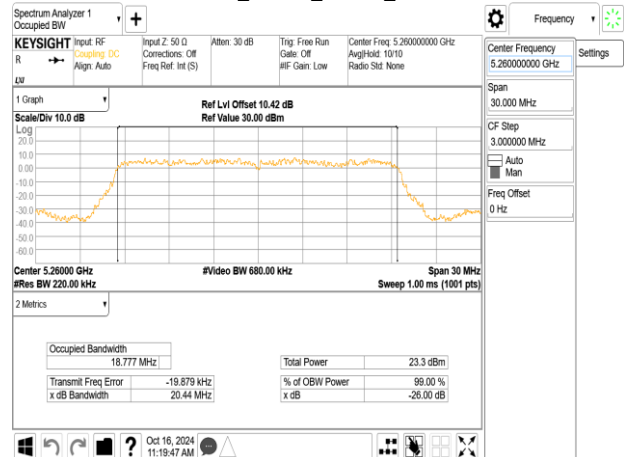 Spectrum Analyzer 1
Occupied BW
Frequency
KEYSIGHT
R
LXI
Input: RF
Coupling: DC
Align: Auto
Input Z: 50 Ω
Corrections: Off
Freq Ref: Int (S)
Atten: 30 dB
Trig: Free Run
Gate: Off
#IF Gain: Low
Center Freq: 5.260000000 GHz
Avg|Hold: 10/10
Radio Std: None
Center Frequency
5.260000000 GHz
Settings
Span
30.000 MHz
CF Step
3.000000 MHz
Auto
Man
Freq Offset
0 Hz
1 Graph
Scale/Div 10.0 dB
Ref Lvl Offset 10.42 dB
Ref Value 30.00 dBm
Log
20.0
10.0
0.00
-10.0
-20.0
-30.0
-40.0
-50.0
-60.0
Center 5.26000 GHz
#Res BW 220.00 kHz
#Video BW 680.00 kHz
Span 30 MHz
Sweep 1.00 ms (1001 pts)
2 Metrics
Occupied Bandwidth
18.777 MHz
Transmit Freq Error -19.879 kHz
x dB Bandwidth 20.44 MHz
Total Power 23.3 dBm
% of OBW Power 99.00 %
x dB -26.00 dB
?
Oct 16, 2024
11:19:47 AM